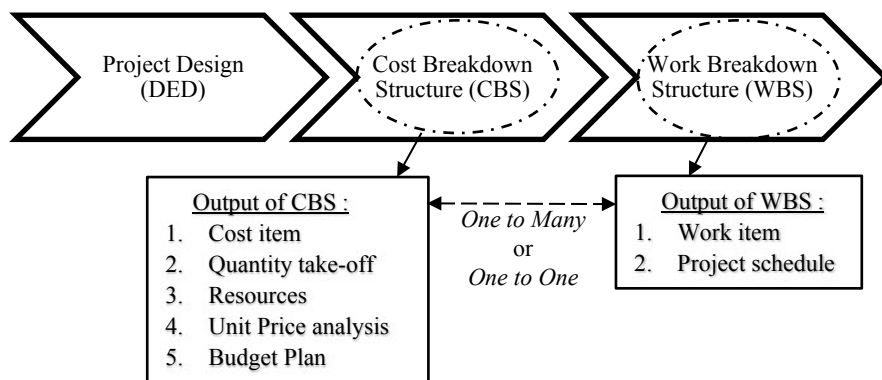 Project Design
(DED)
Cost Breakdown
Structure (CBS)
Work Breakdown
Structure (WBS)
Output of CBS :
1. Cost item
2. Quantity take-off
3. Resources
4. Unit Price analysis
5. Budget Plan
One to Many
or
One to One
Output of WBS :
1. Work item
2. Project schedule